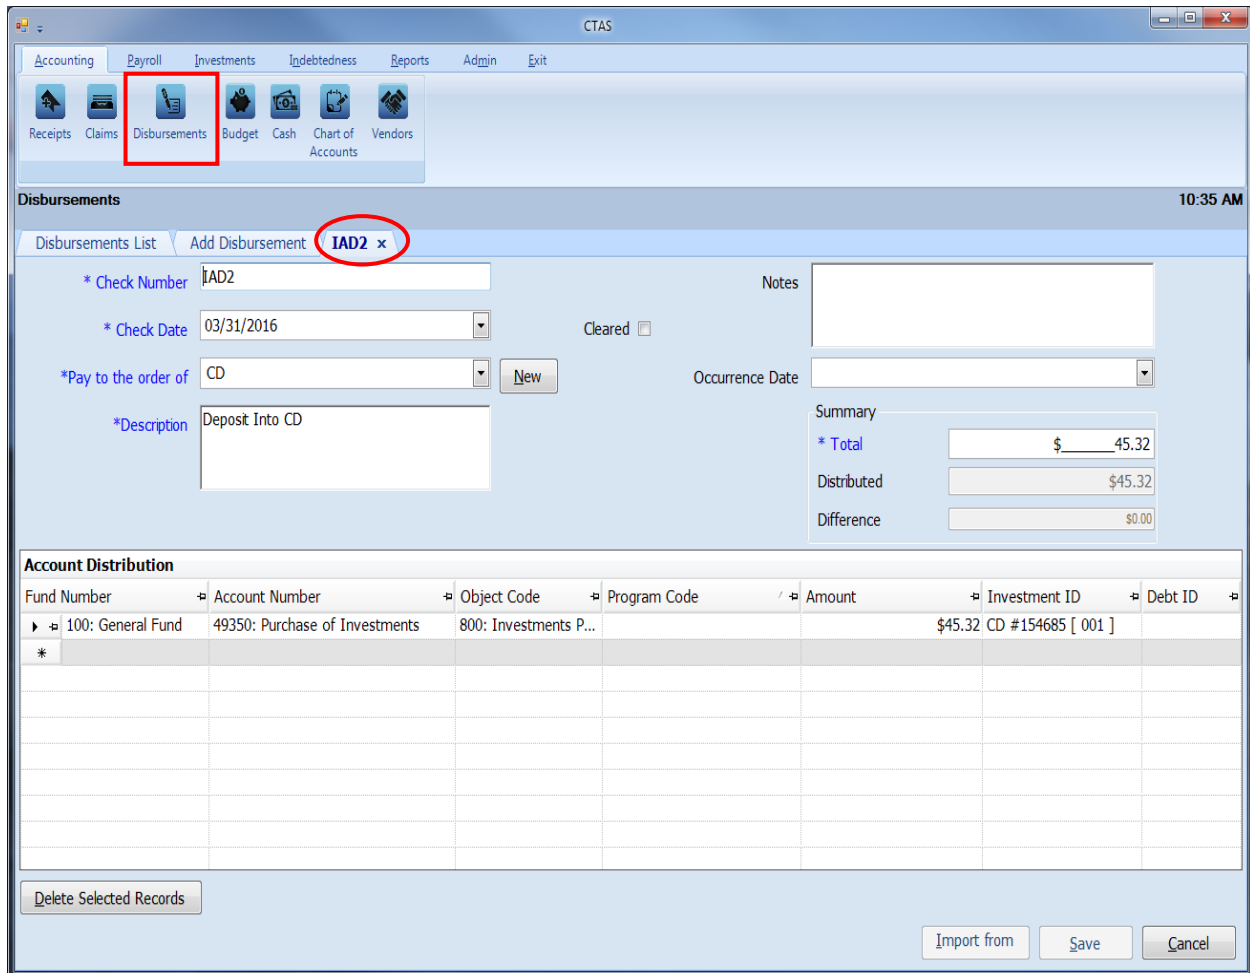 CTAS
Accounting Payroll Investments Indebtedness Reports Admin Exit
Receipts Claims Disbursements Budget Cash Chart of Accounts Vendors
Disbursements 10:35 AM
Disbursements List Add Disbursement IAD2 x
* Check Number IAD2 Notes
* Check Date 03/31/2016 Cleared
*Pay to the order of CD New Occurrence Date
*Description Deposit Into CD Summary
* Total $______45.32
Distributed $45.32
Difference $0.00
Account Distribution
Fund Number Account Number Object Code Program Code Amount Investment ID Debt ID
100: General Fund 49350: Purchase of Investments 800: Investments P... $45.32 CD #154685 [ 001 ]
*
Delete Selected Records
Import from Save Cancel